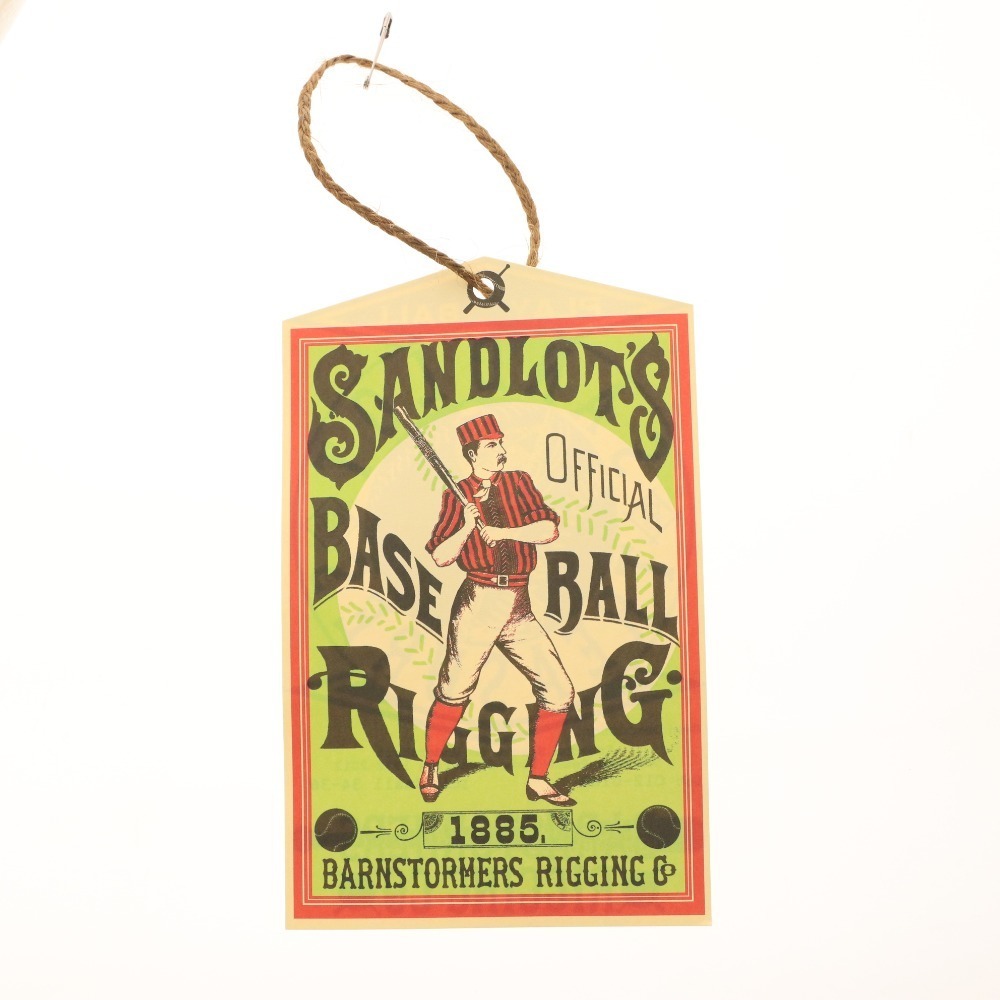 SANDLOT'S
OFFICIAL
BASE BALL
RIGGING
1885.
BARNSTORMERS RIGGING Co